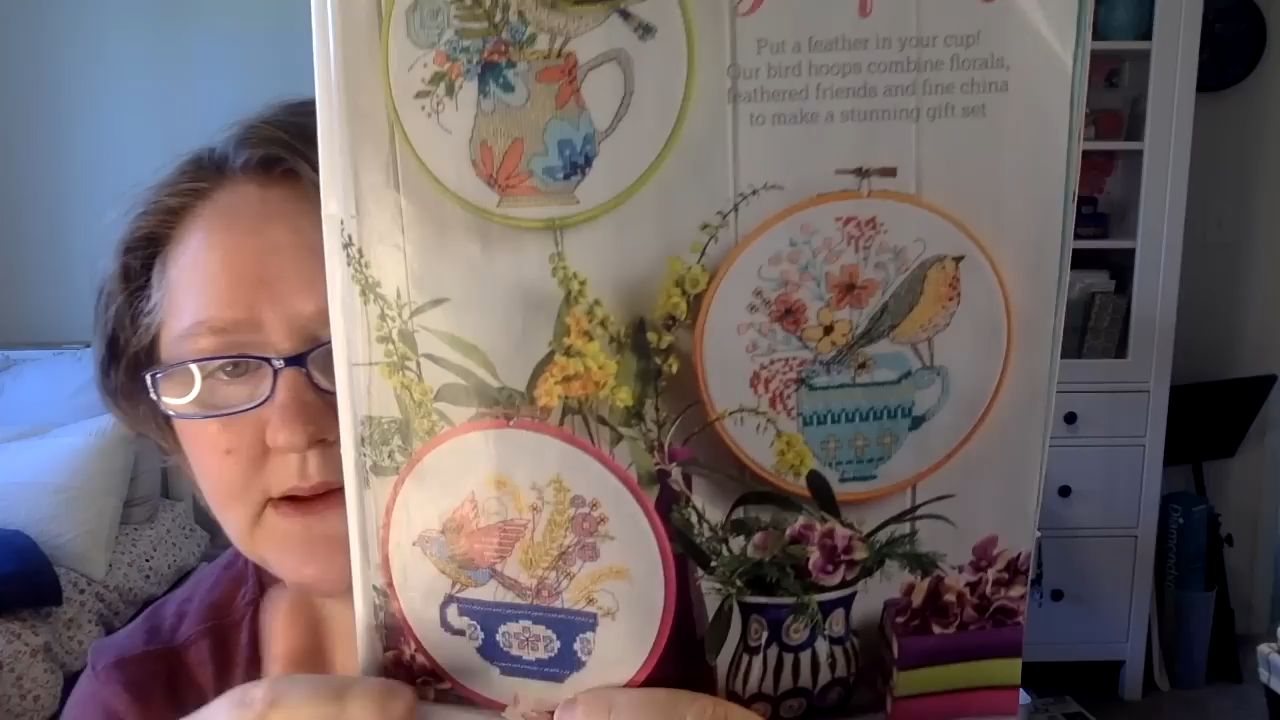 Put a feather in your cup!
Our bird hoops combine florals,
feathered friends and fine china
to make a stunning gift set